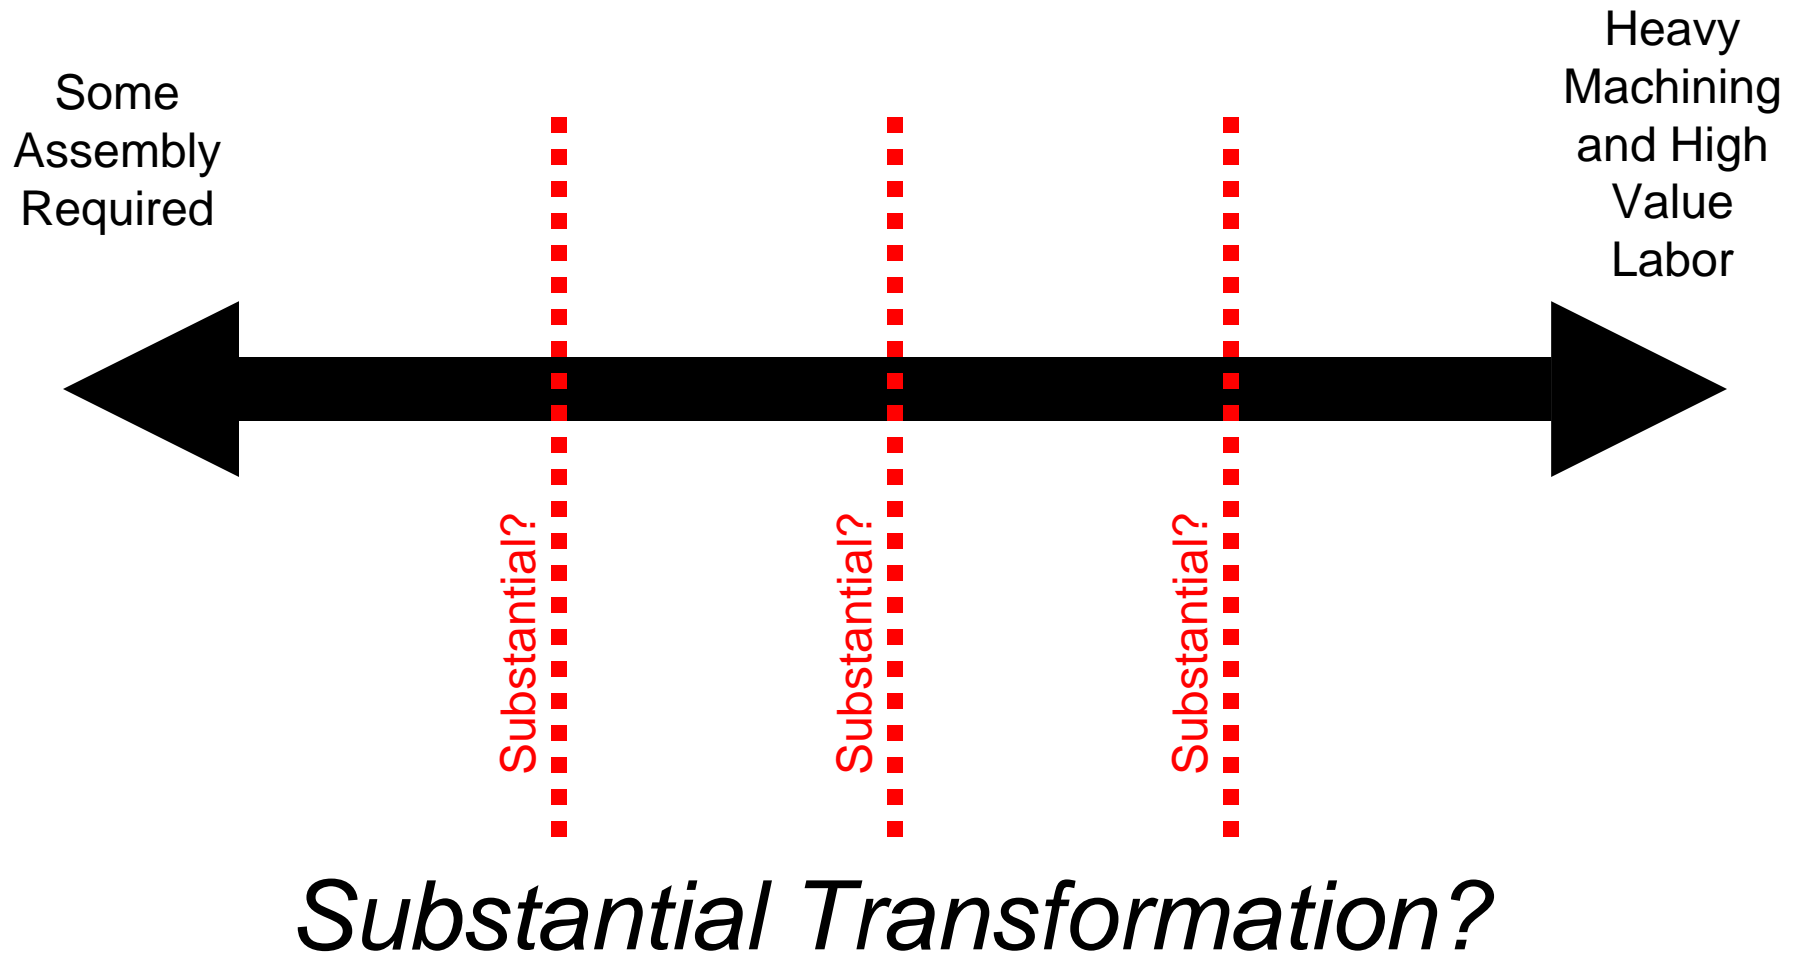 Some
Assembly
Required
Heavy
Machining
and High
Value
Labor
Substantial?
Substantial?
Substantial?
Substantial Transformation?